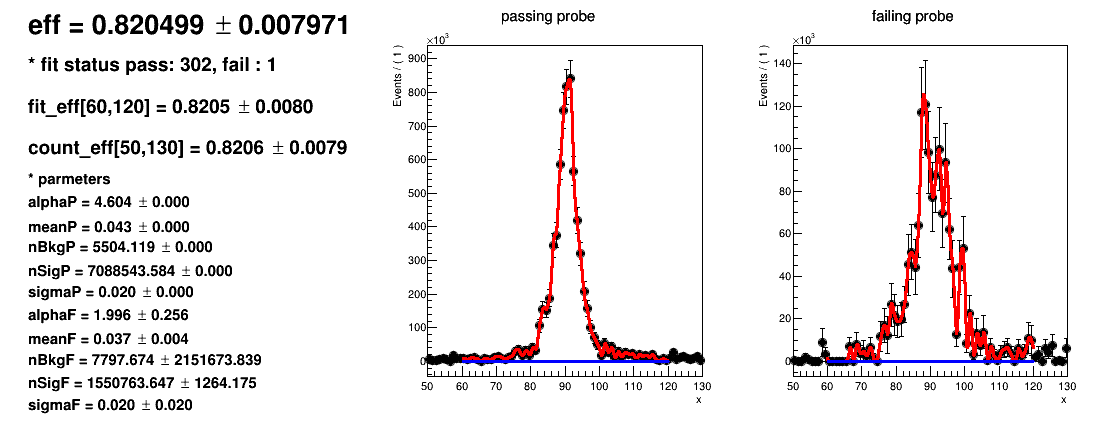 eff = 0.820499 ± 0.007971
* fit status pass: 302, fail : 1
fit_eff[60,120] = 0.8205 ± 0.0080
count_eff[50,130] = 0.8206 ± 0.0079
* parmeters
alphaP = 4.604 ± 0.000
meanP = 0.043 ± 0.000
nBkgP = 5504.119 ± 0.000
nSigP = 7088543.584 ± 0.000
sigmaP = 0.020 ± 0.000
alphaF = 1.996 ± 0.256
meanF = 0.037 ± 0.004
nBkgF = 7797.674 ± 2151673.839
nSigF = 1550763.647 ± 1264.175
sigmaF = 0.020 ± 0.020
passing probe
×10³
Events / ( 1 )
900
800
700
600
500
400
300
200
100
0
50 60 70 80 90 100 110 120 130
x
failing probe
×10³
Events / ( 1 )
140
120
100
80
60
40
20
0
50 60 70 80 90 100 110 120 130
x